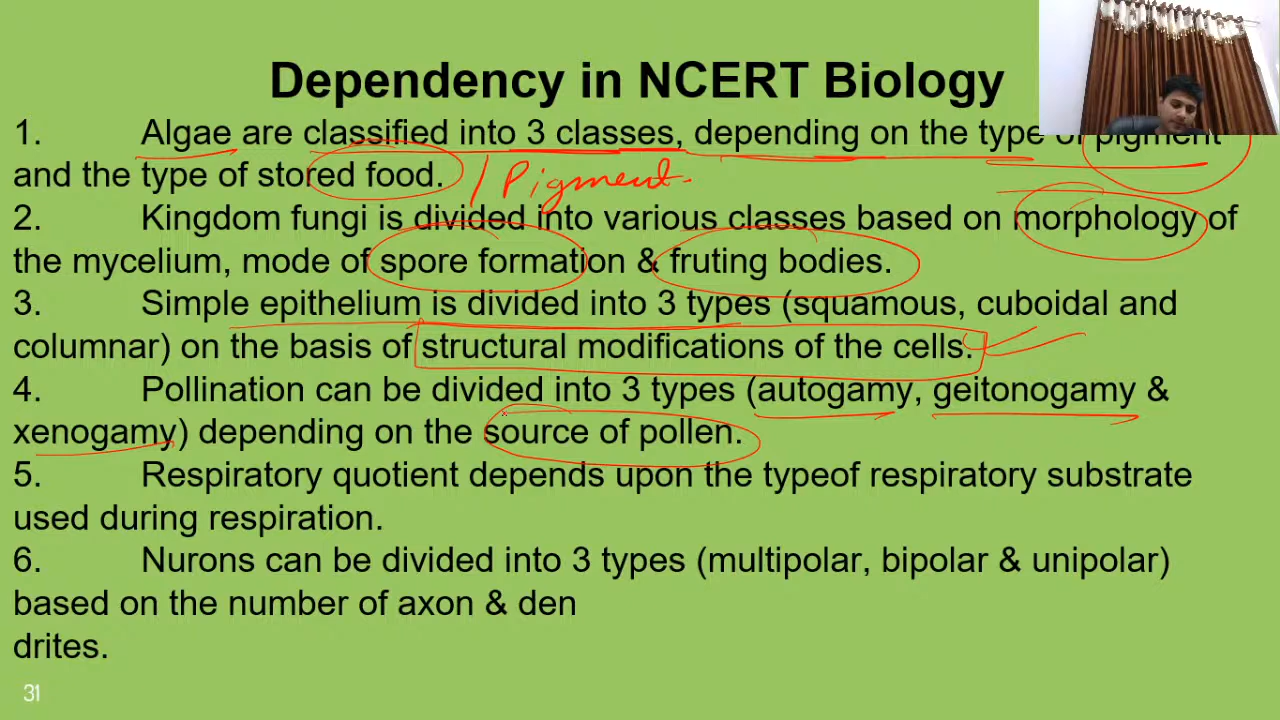 Dependency in NCERT Biology
1. Algae are classified into 3 classes, depending on the type of pigment
and the type of stored food. / Pigment.
2. Kingdom fungi is divided into various classes based on morphology of
the mycelium, mode of spore formation & fruting bodies.
3. Simple epithelium is divided into 3 types (squamous, cuboidal and
columnar) on the basis of structural modifications of the cells.
4. Pollination can be divided into 3 types (autogamy, geitonogamy &
xenogamy) depending on the source of pollen.
5. Respiratory quotient depends upon the typeof respiratory substrate
used during respiration.
6. Nurons can be divided into 3 types (multipolar, bipolar & unipolar)
based on the number of axon & den
drites.
31